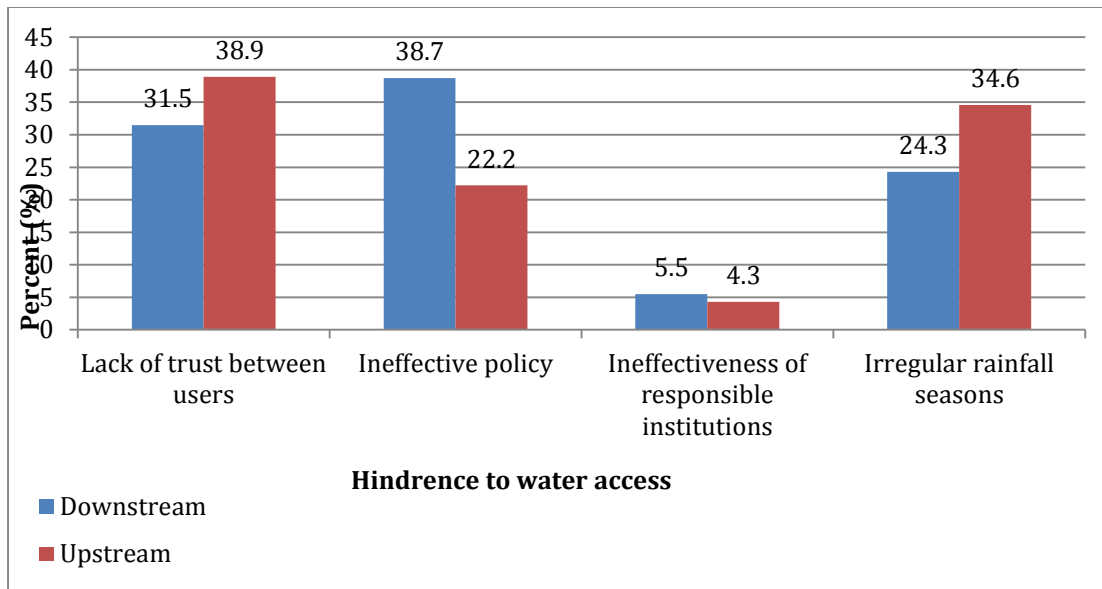 45
40
35
30
25
20
15
10
5
0
Percent (%)
31.5
38.9
38.7
22.2
5.5
4.3
24.3
34.6
Lack of trust between
users
Ineffective policy
Ineffectiveness of
responsible
institutions
Irregular rainfall
seasons
Hindrence to water access
Downstream
Upstream